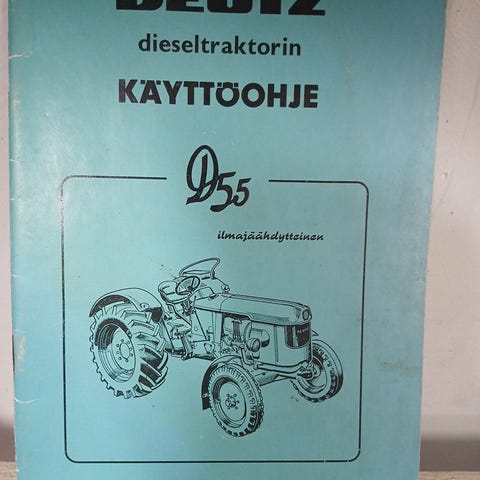 DEUTZ
dieseltraktorin
KÄYTTÖOHJE
D55
ilmajäähdytteinen